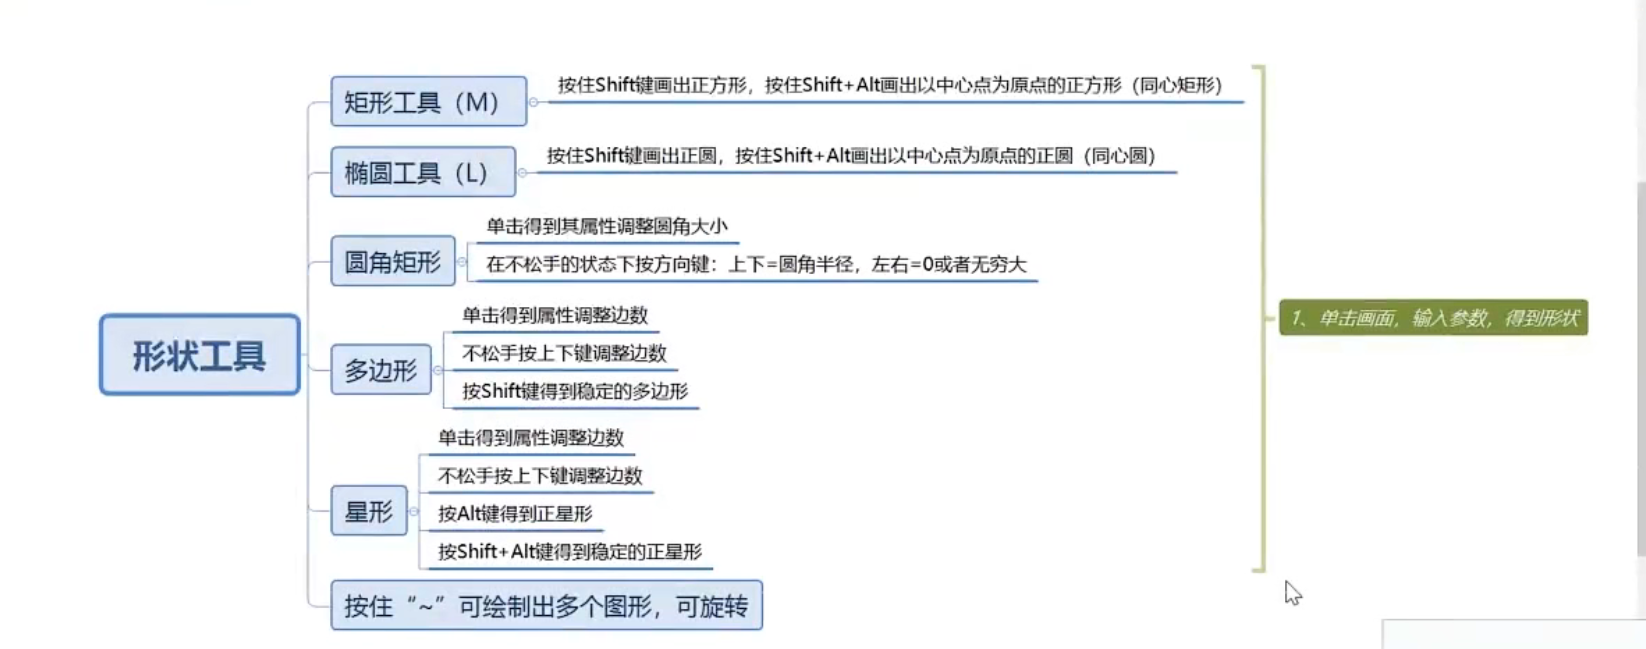 形状工具
矩形工具（M）
按住Shift键画出正方形，按住Shift+Alt画出以中心点为原点的正方形（同心矩形）
椭圆工具（L）
按住Shift键画出正圆，按住Shift+Alt画出以中心点为原点的正圆（同心圆）
圆角矩形
单击得到其属性调整圆角大小
在不松手的状态下按方向键：上下=圆角半径，左右=0或者无穷大
多边形
单击得到属性调整边数
不松手按上下键调整边数
按Shift键得到稳定的多边形
星形
单击得到属性调整边数
不松手按上下键调整边数
按Alt键得到正星形
按Shift+Alt键得到稳定的正星形
按住“~”可绘制出多个图形，可旋转
1、单击画面，输入参数，得到形状